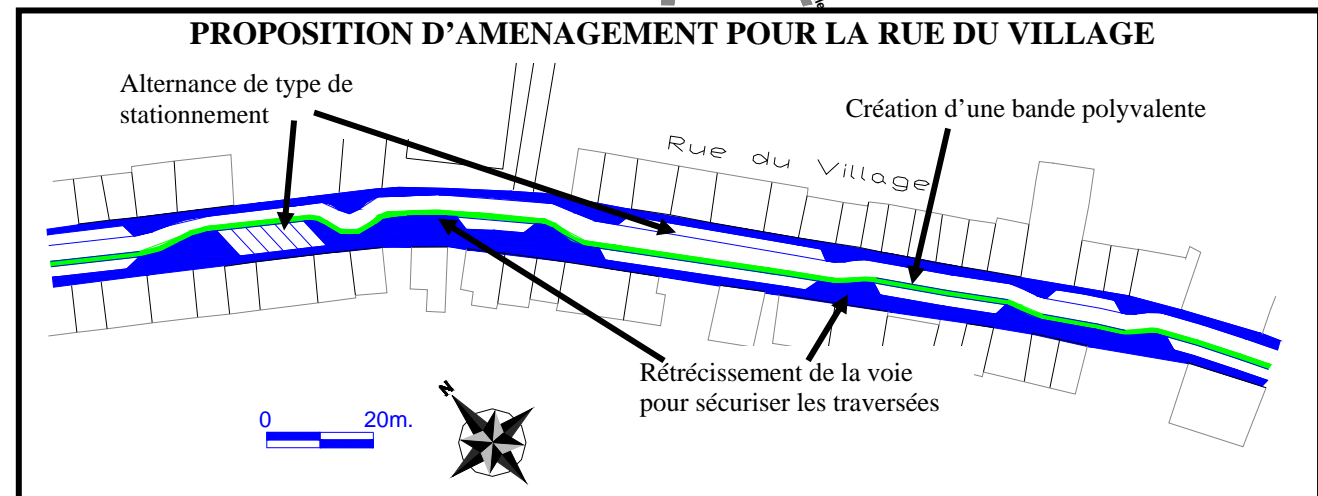 PROPOSITION D’AMENAGEMENT POUR LA RUE DU VILLAGE
Alternance de type de
stationnement
Création d’une bande polyvalente
Rue du Village
Rétrécissement de la voie
pour sécuriser les traversées
0 20m.
N